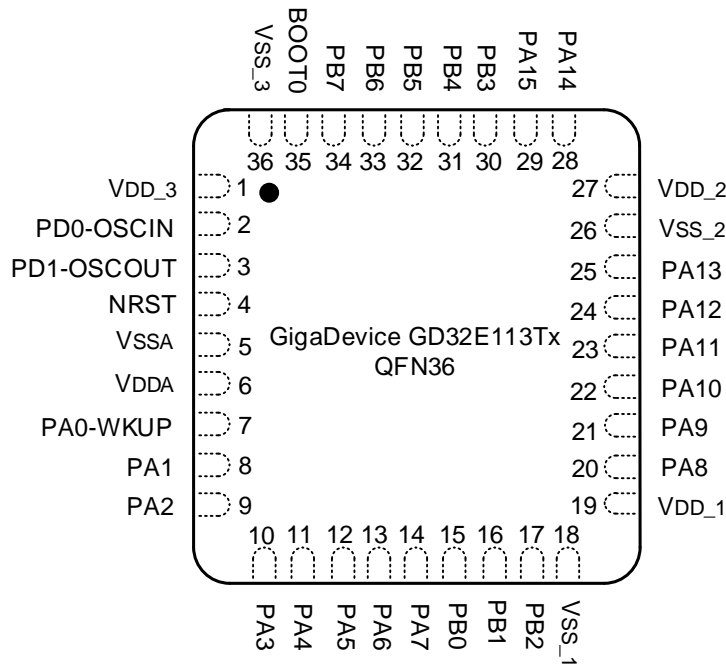 VSS_3 BOOT0 PB7 PB6 PB5 PB4 PB3 PA15 PA14
36 35 34 33 32 31 30 29 28
VDD_3 1 27 VDD_2
PD0-OSCIN 2 26 VSS_2
PD1-OSCOUT 3 25 PA13
NRST 4 24 PA12
VSSA 5 23 PA11
VDDA 6 22 PA10
PA0-WKUP 7 21 PA9
PA1 8 20 PA8
PA2 9 19 VDD_1
GigaDevice GD32E113Tx
QFN36
10 11 12 13 14 15 16 17 18
PA3 PA4 PA5 PA6 PA7 PB0 PB1 PB2 VSS_1